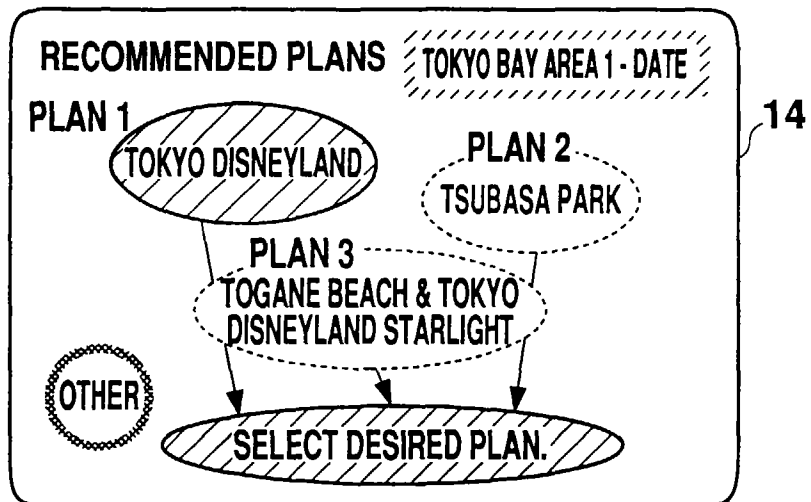 RECOMMENDED PLANS
TOKYO BAY AREA 1 - DATE
14
PLAN 1
TOKYO DISNEYLAND
PLAN 2
TSUBASA PARK
PLAN 3
TOGANE BEACH & TOKYO
DISNEYLAND STARLIGHT
OTHER
SELECT DESIRED PLAN.